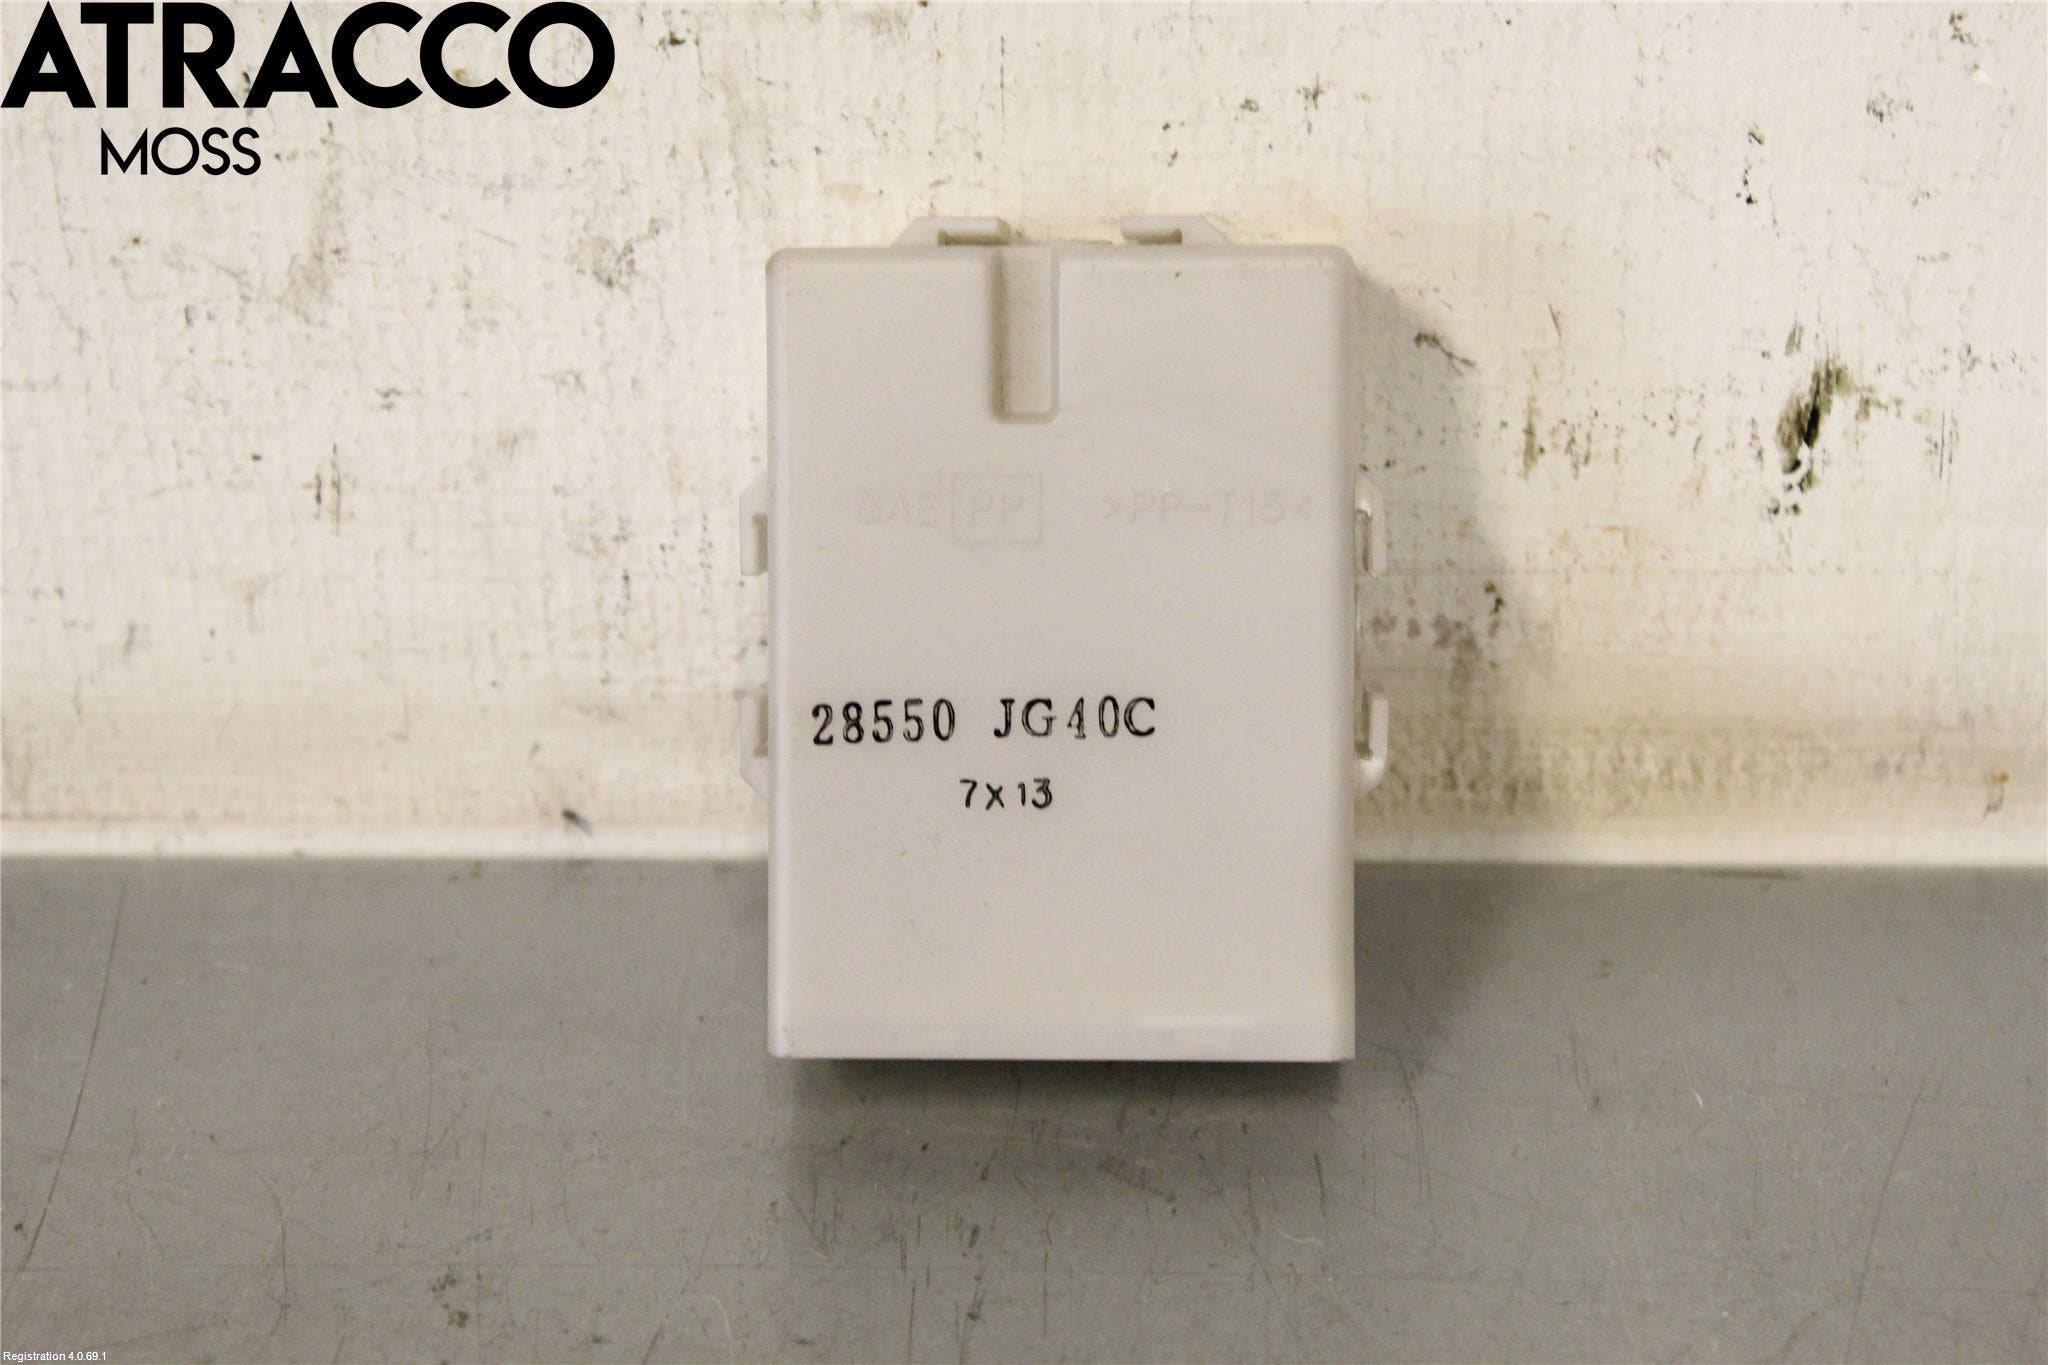 ATRACCO
MOSS
SAE PP >PP-T15<
28550 JG40C
7x13
Registration 4.0.69.1